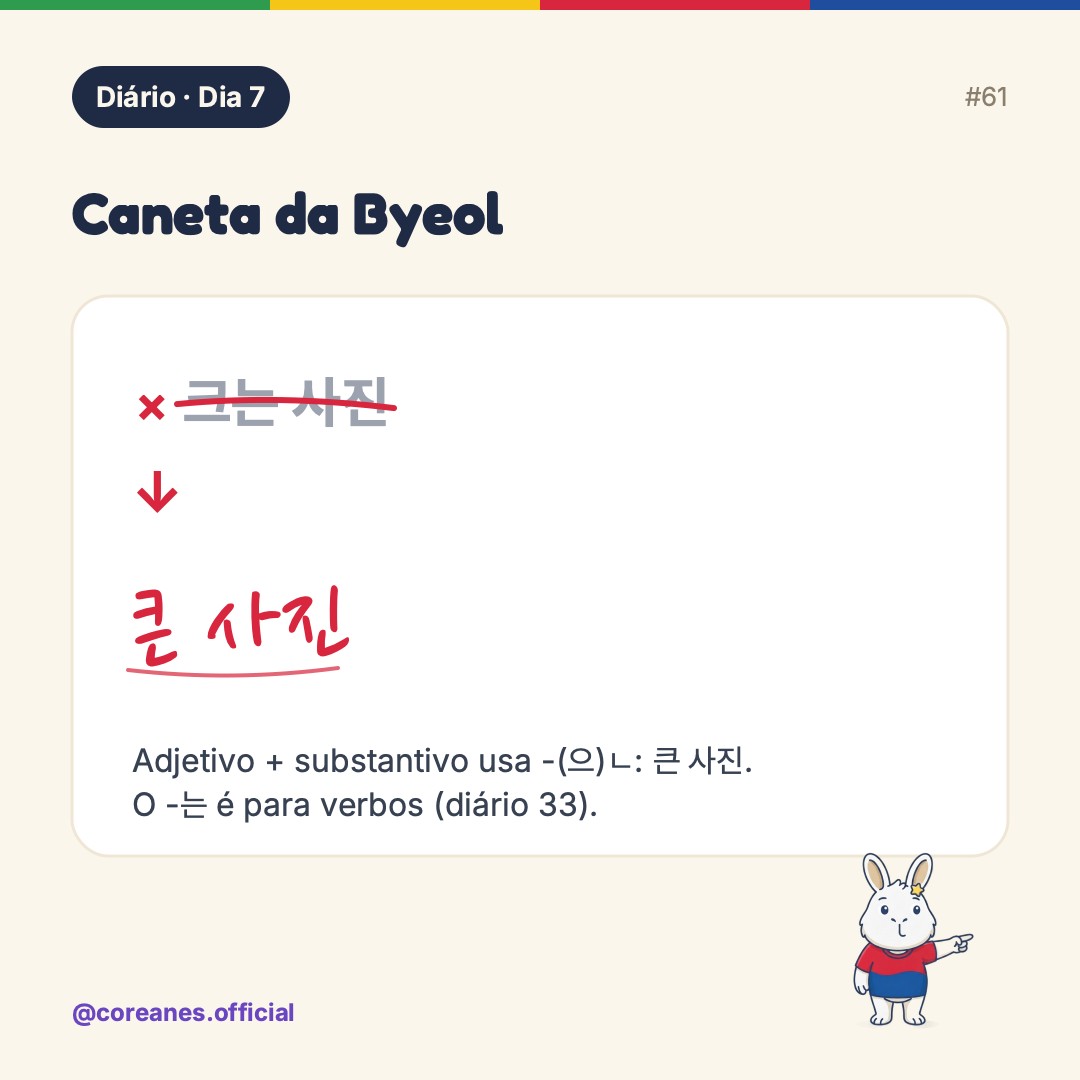 Diário · Dia 7
#61
Caneta da Byeol
× 크는 사진
↓
큰 사진
Adjetivo + substantivo usa -(으)ㄴ: 큰 사진.
O -는 é para verbos (diário 33).
@coreanes.official